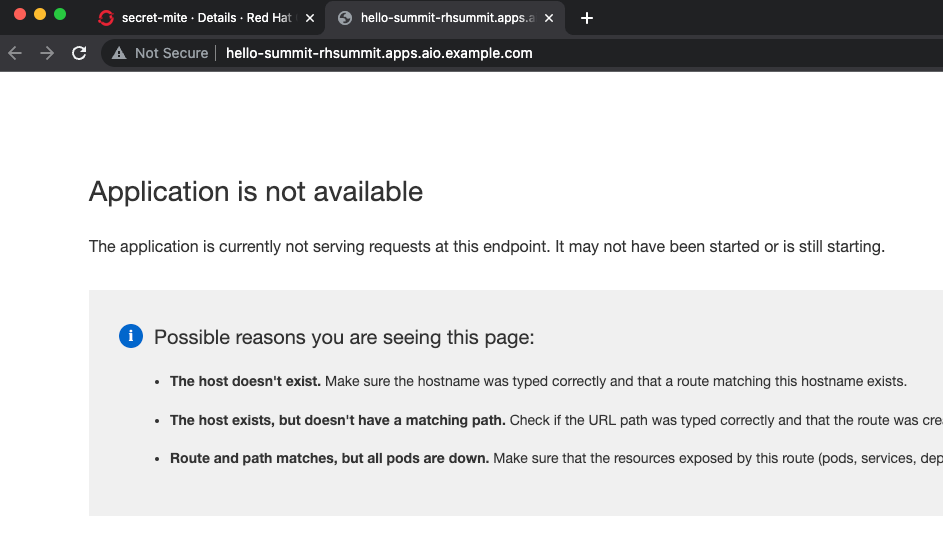 secret-mite · Details · Red Hat
hello-summit-rhsummit.apps.a
Not Secure hello-summit-rhsummit.apps.aio.example.com
Application is not available
The application is currently not serving requests at this endpoint. It may not have been started or is still starting.
Possible reasons you are seeing this page:
• The host doesn't exist. Make sure the hostname was typed correctly and that a route matching this hostname exists.
• The host exists, but doesn't have a matching path. Check if the URL path was typed correctly and that the route was cre
• Route and path matches, but all pods are down. Make sure that the resources exposed by this route (pods, services, dep